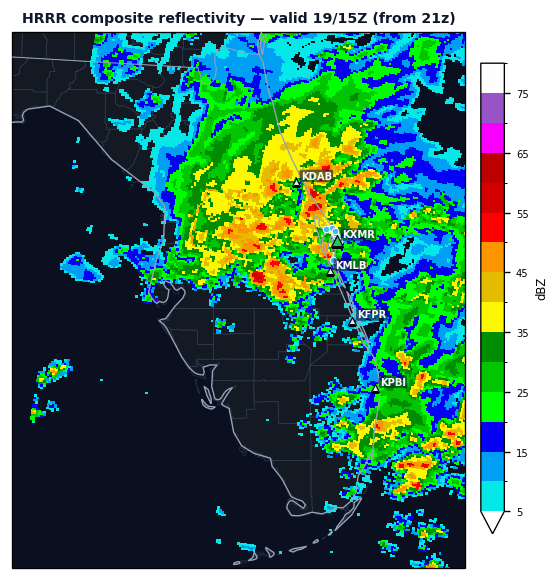 HRRR composite reflectivity — valid 19/15Z (from 21z)
KDAB
KXMR
KMLB
KFPR
KPBI
75
65
55
45
35
25
15
5
dBZ